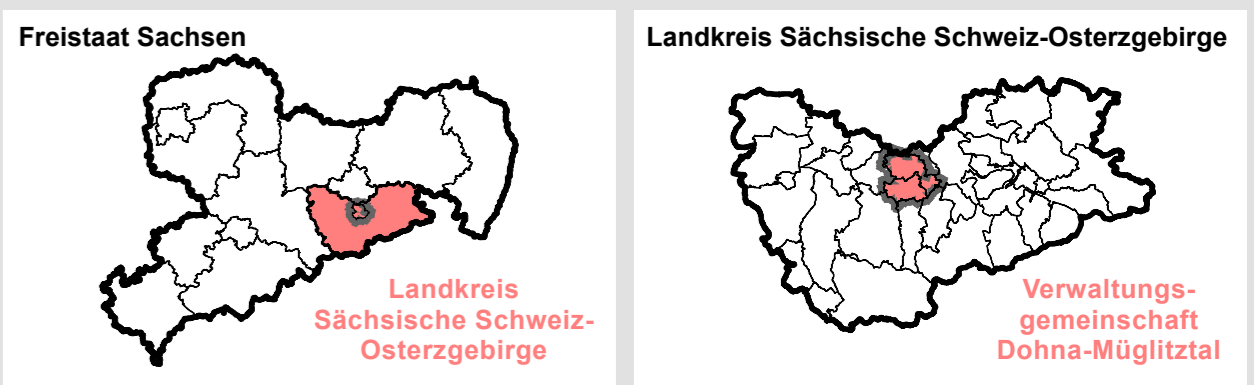 Freistaat Sachsen
Landkreis
Sächsische Schweiz-
Osterzgebirge
Landkreis Sächsische Schweiz-Osterzgebirge
Verwaltungs-
gemeinschaft
Dohna-Müglitztal